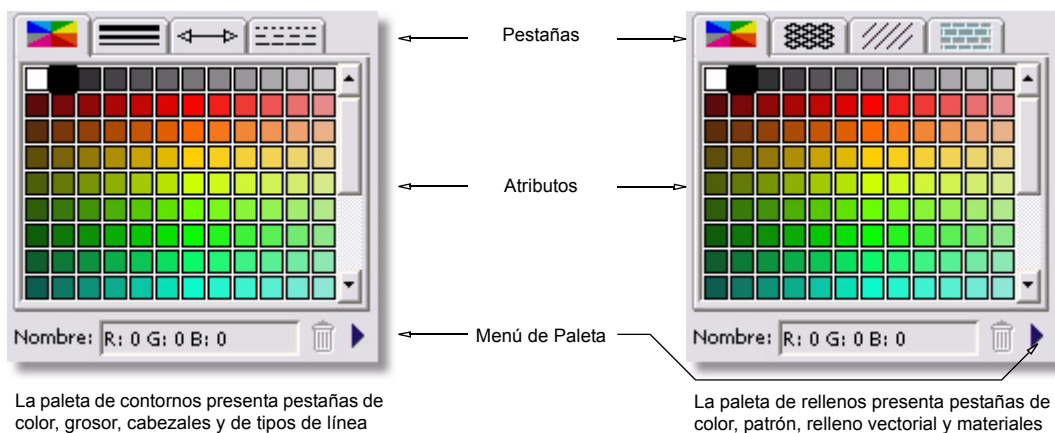 Pestañas
Atributos
Menú de Paleta
Nombre: R: 0 G: 0 B: 0
Nombre: R: 0 G: 0 B: 0
La paleta de contornos presenta pestañas de
color, grosor, cabezales y de tipos de línea
La paleta de rellenos presenta pestañas de
color, patrón, relleno vectorial y materiales